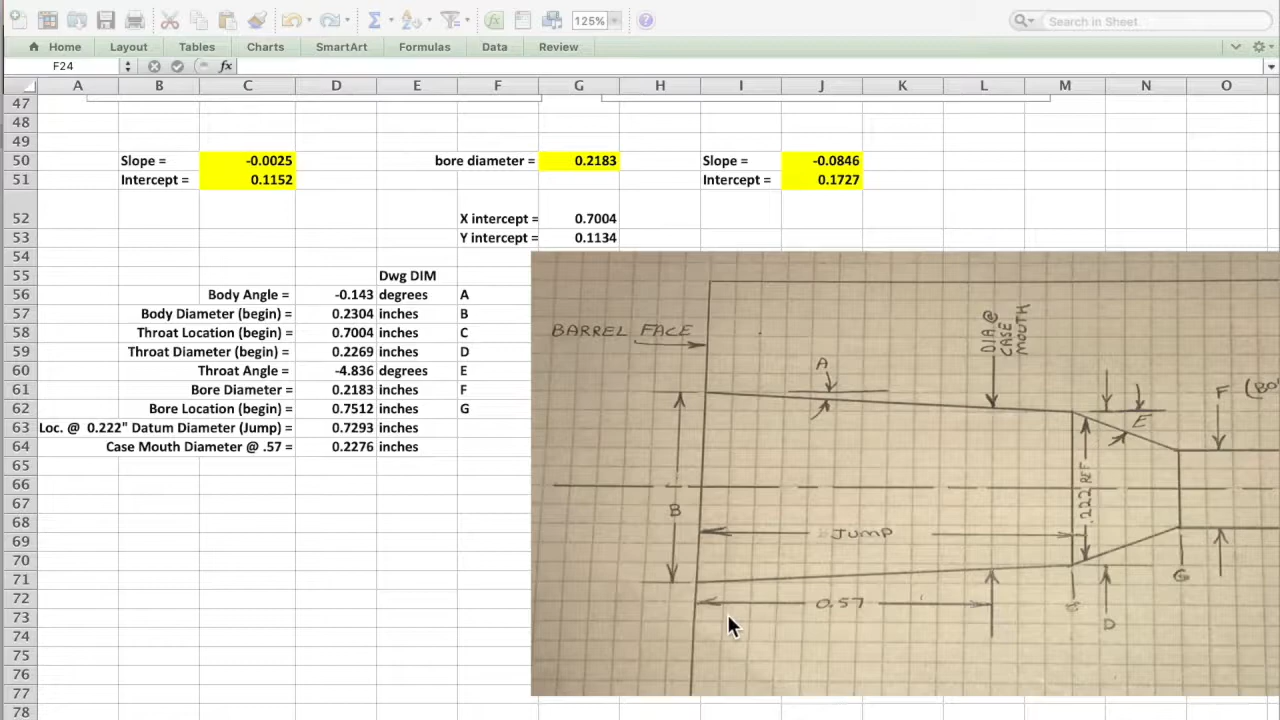 125%
Search in Sheet
Home Layout Tables Charts SmartArt Formulas Data Review
F24 fx
A B C D E F G H I J K L M N O
47
48
49
50 Slope = -0.0025 bore diameter = 0.2183 Slope = -0.0846
51 Intercept = 0.1152 Intercept = 0.1727
52 X intercept = 0.7004
53 Y intercept = 0.1134
54
55 Dwg DIM
56 Body Angle = -0.143 degrees A
57 Body Diameter (begin) = 0.2304 inches B
58 Throat Location (begin) = 0.7004 inches C
59 Throat Diameter (begin) = 0.2269 inches D
60 Throat Angle = -4.836 degrees E
61 Bore Diameter = 0.2183 inches F
62 Bore Location (begin) = 0.7512 inches G
63 Loc. @ 0.222" Datum Diameter (Jump) = 0.7293 inches
64 Case Mouth Diameter @ .57 = 0.2276 inches
65
66
67
68
69
70
71
72
73
74
75
76
77
78
BARREL FACE
A
DIA @
CASE
MOUTH
E
F (BO
B
.222 REF
JUMP
G
0.57
D